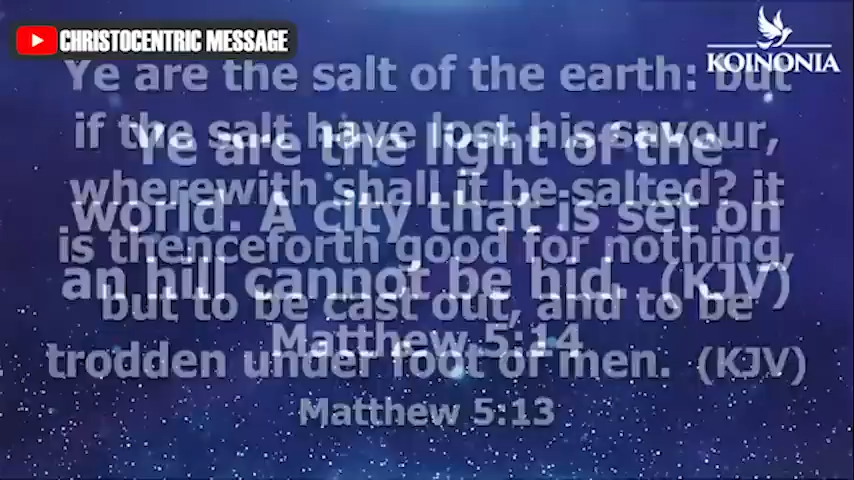 CHRISTOCENTRIC MESSAGE
KOINONIA
Ye are the salt of the earth: but
if the salt have lost his savour,
wherewith shall it be salted? it
is thenceforth good for nothing,
but to be cast out, and to be
trodden under foot of men. (KJV)
Matthew 5:13
Ye are the light of the
world. A city that is set on
an hill cannot be hid. (KJV)
Matthew 5:14